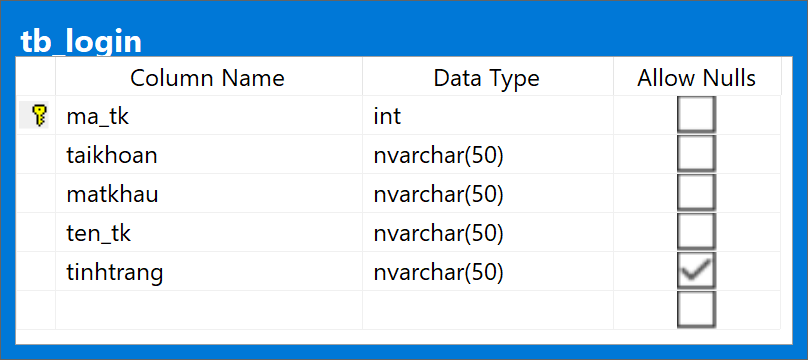 tb_login
Column Name Data Type Allow Nulls
ma_tk int
taikhoan nvarchar(50)
matkhau nvarchar(50)
ten_tk nvarchar(50)
tinhtrang nvarchar(50)